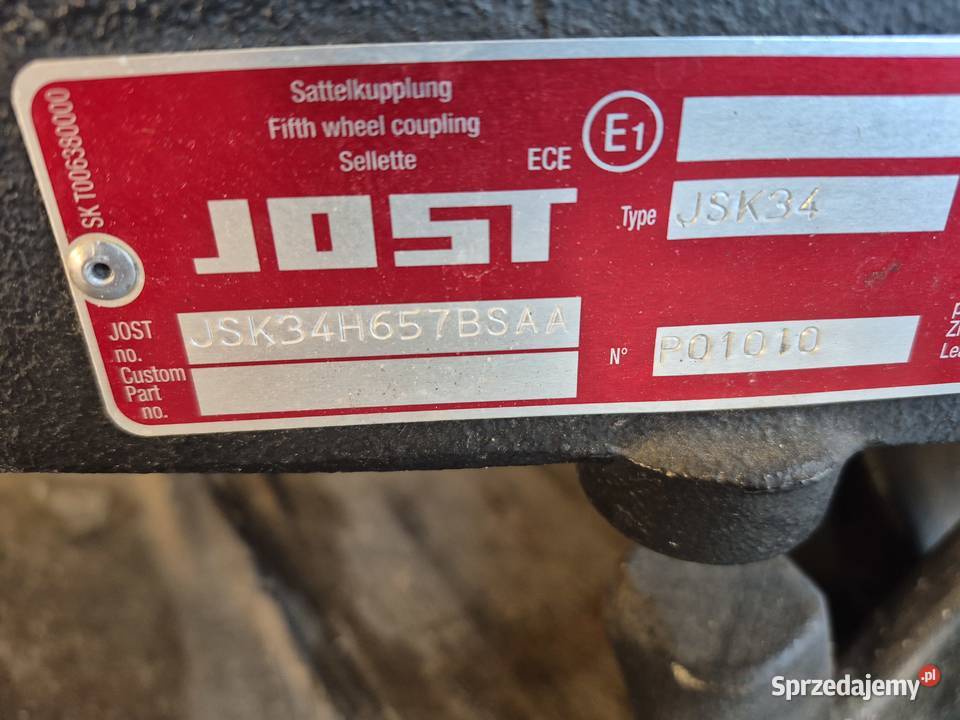 SK T006380000
Sattelkupplung
Fifth wheel coupling
Sellette
ECE
E1
JOST
Type JSK34
JOST no. JSK34H657BSAA
Custom Part no.
N° P01010
Sprzedajemy.pl